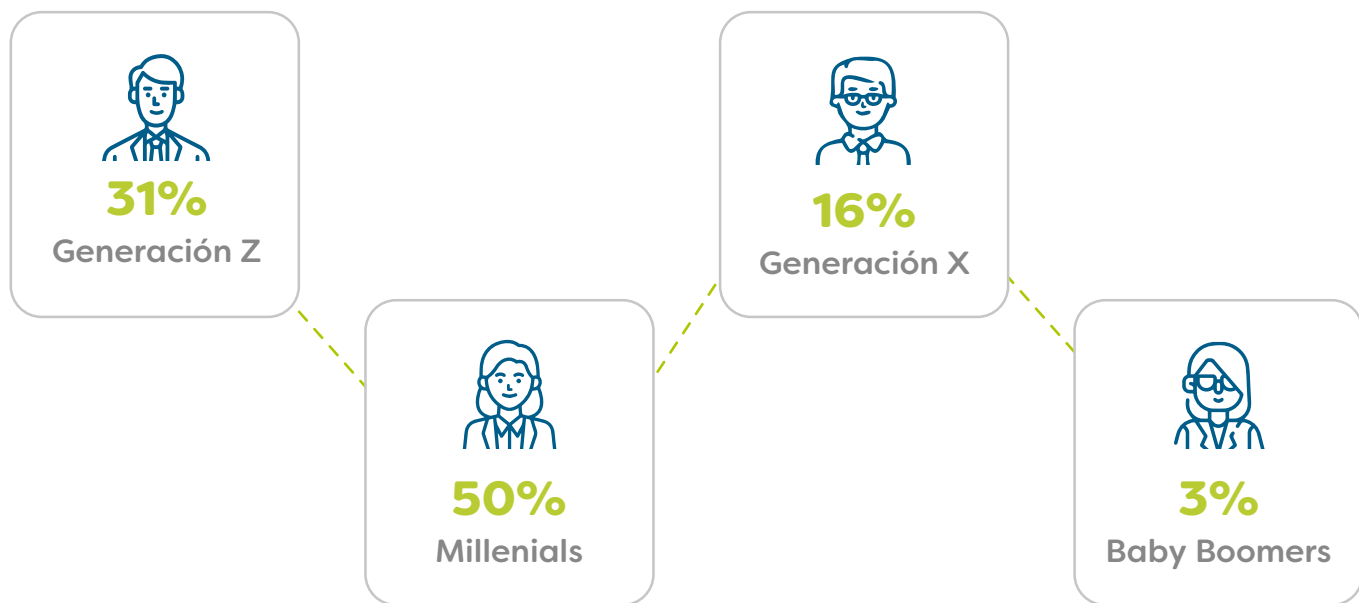 31%
Generación Z
50%
Millenials
16%
Generación X
3%
Baby Boomers